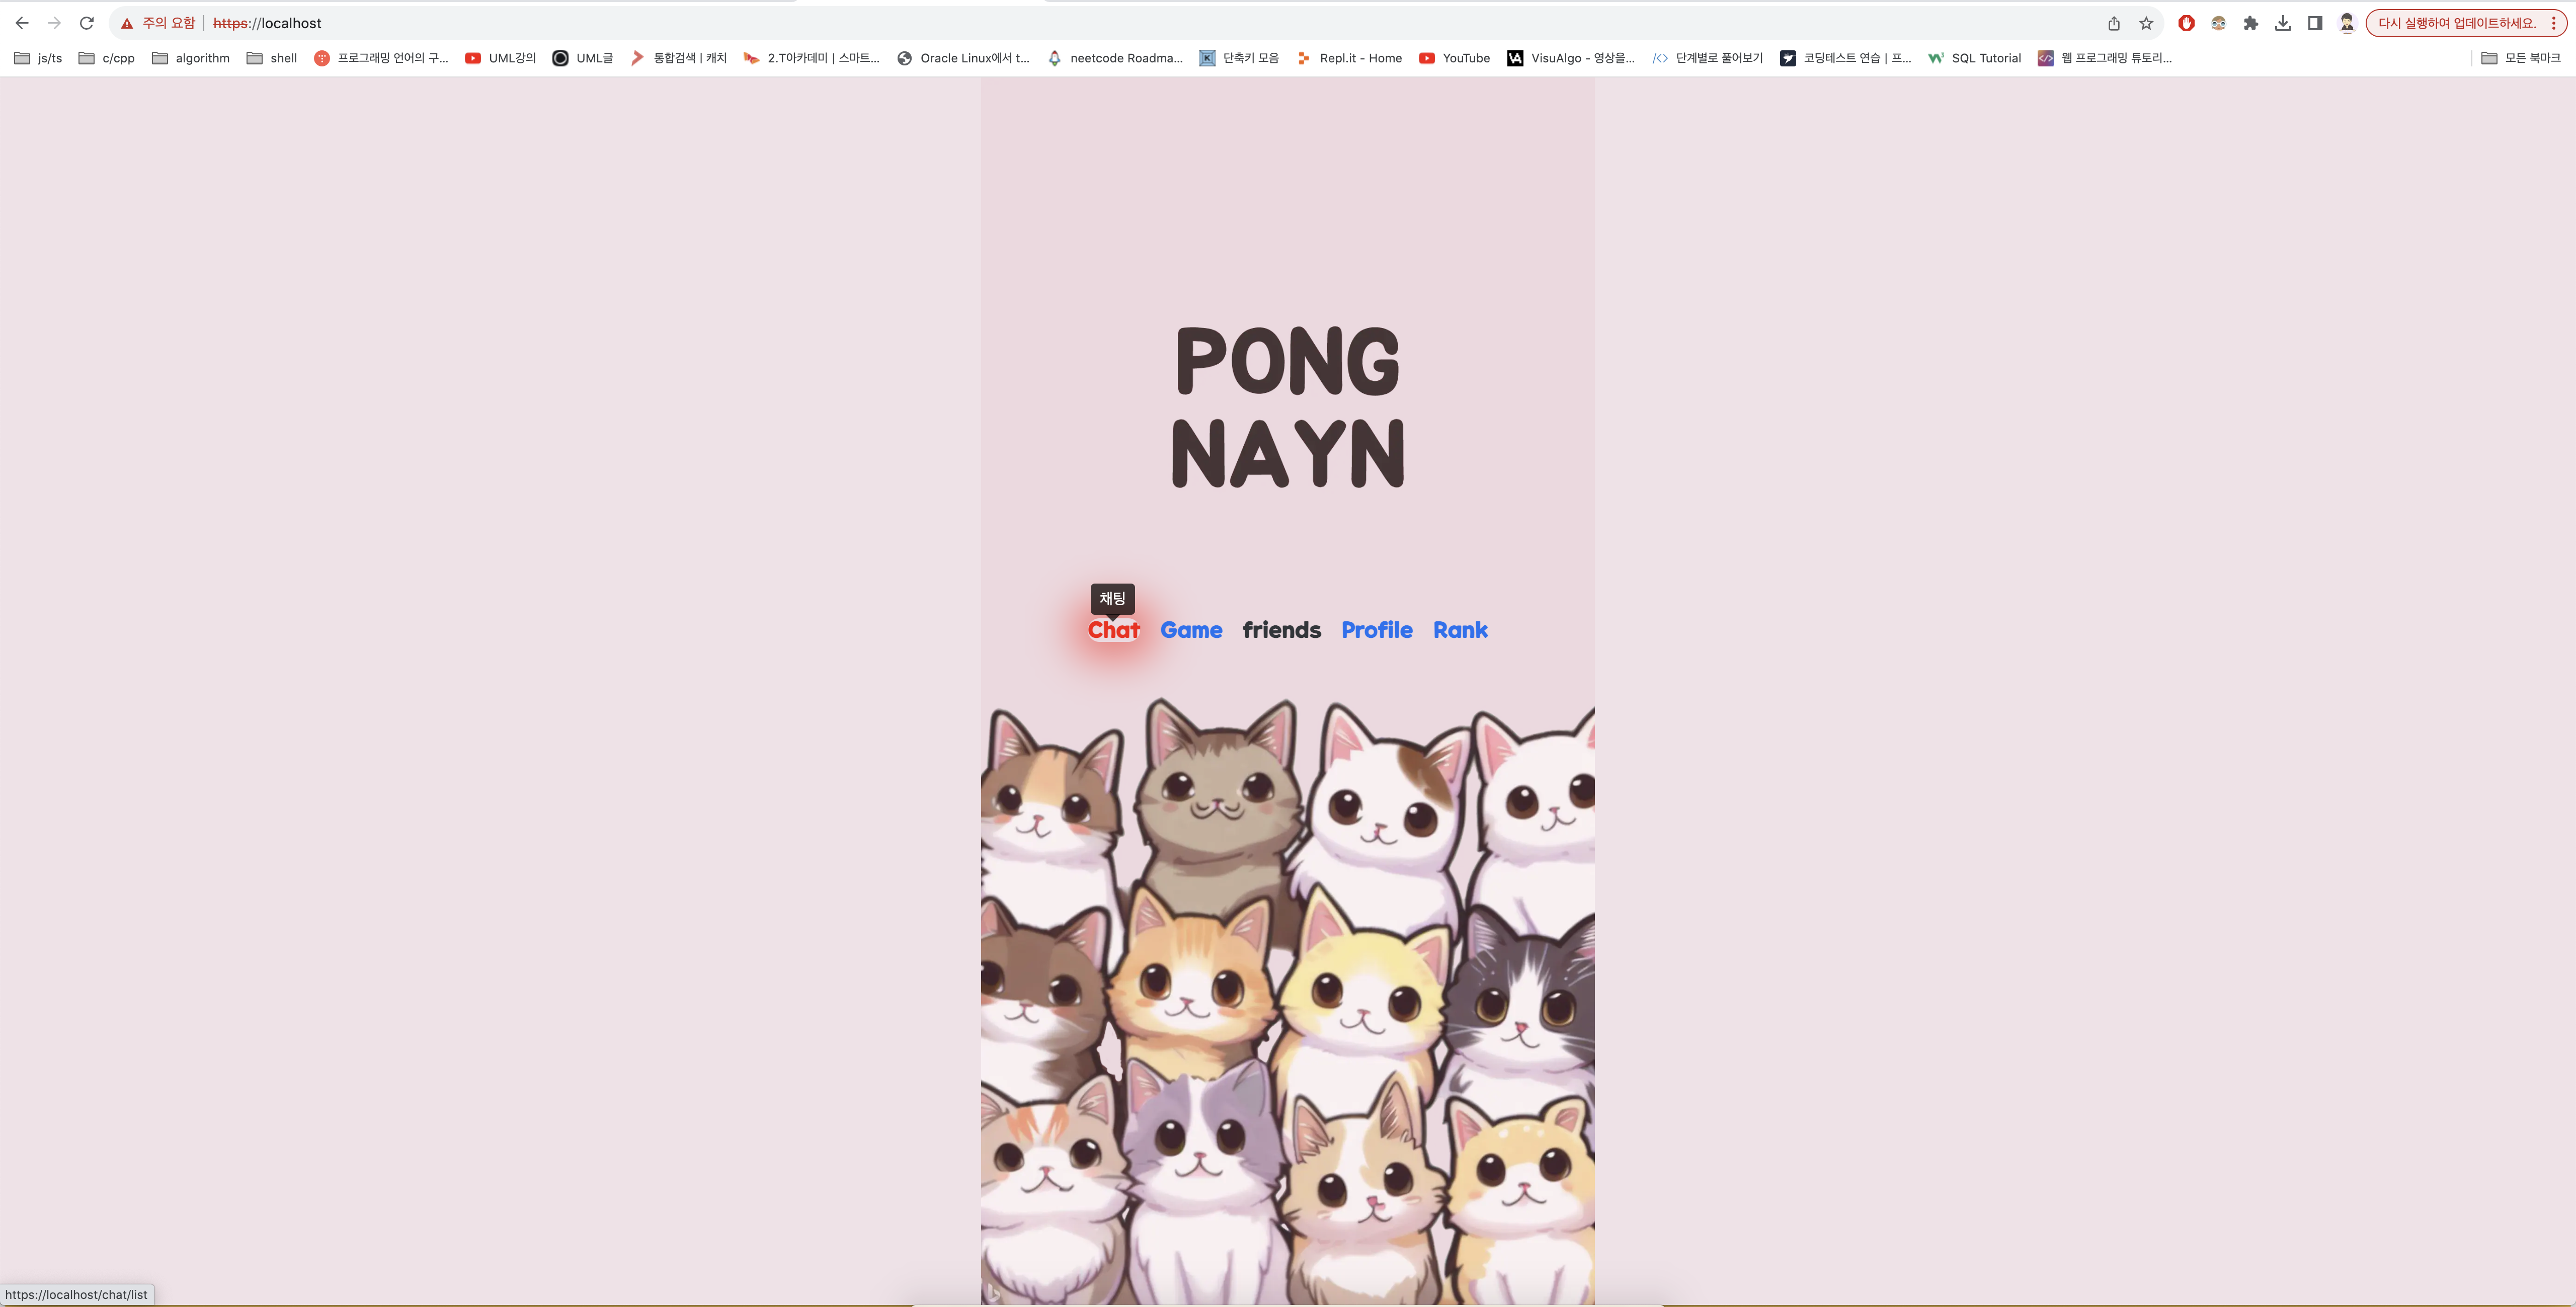 주의 요함 https://localhost 다시 실행하여 업데이트하세요.
js/ts c/cpp algorithm shell 프로그래밍 언어의 구... UML강의 UML글 통합검색 | 캐치 2.T아카데미 | 스마트... Oracle Linux에서 t... neetcode Roadma... 단축키 모음 Repl.it - Home YouTube VisuAlgo - 영상을... 단계별로 풀어보기 코딩테스트 연습 | 프... SQL Tutorial 웹 프로그래밍 튜토리... 모든 북마크
PONG
NAYN
채팅
Chat Game friends Profile Rank
https://localhost/chat/list